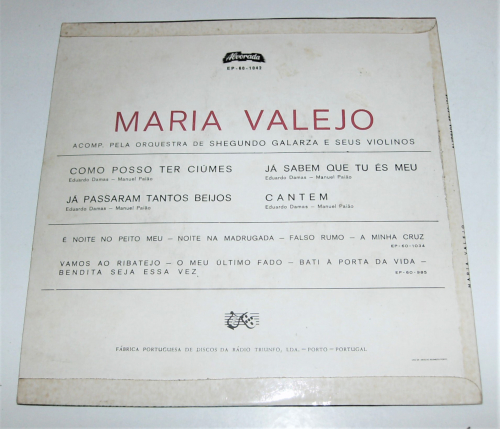 Alvorada
EP-60-1042
MARIA VALEJO
ACOMP. PELA ORQUESTRA DE SHEGUNDO GALARZA E SEUS VIOLINOS
COMO POSSO TER CIÚMES
Eduardo Damas — Manuel Paião
JÁ SABEM QUE TU ÉS MEU
Eduardo Damas — Manuel Paião
JÁ PASSARAM TANTOS BEIJOS
Eduardo Damas — Manuel Paião
CANTEM
Eduardo Damas — Manuel Paião
É NOITE NO PEITO MEU — NOITE NA MADRUGADA — FALSO RUMO — A MINHA CRUZ
EP-60-1034
VAMOS AO RIBATEJO — O MEU ÚLTIMO FADO — BATI À PORTA DA VIDA —
BENDITA SEJA ESSA VEZ
EP-60-985
FÁBRICA PORTUGUESA DE DISCOS DA RÁDIO TRIUNFO, LDA. — PORTO — PORTUGAL
MARIA VALEJO